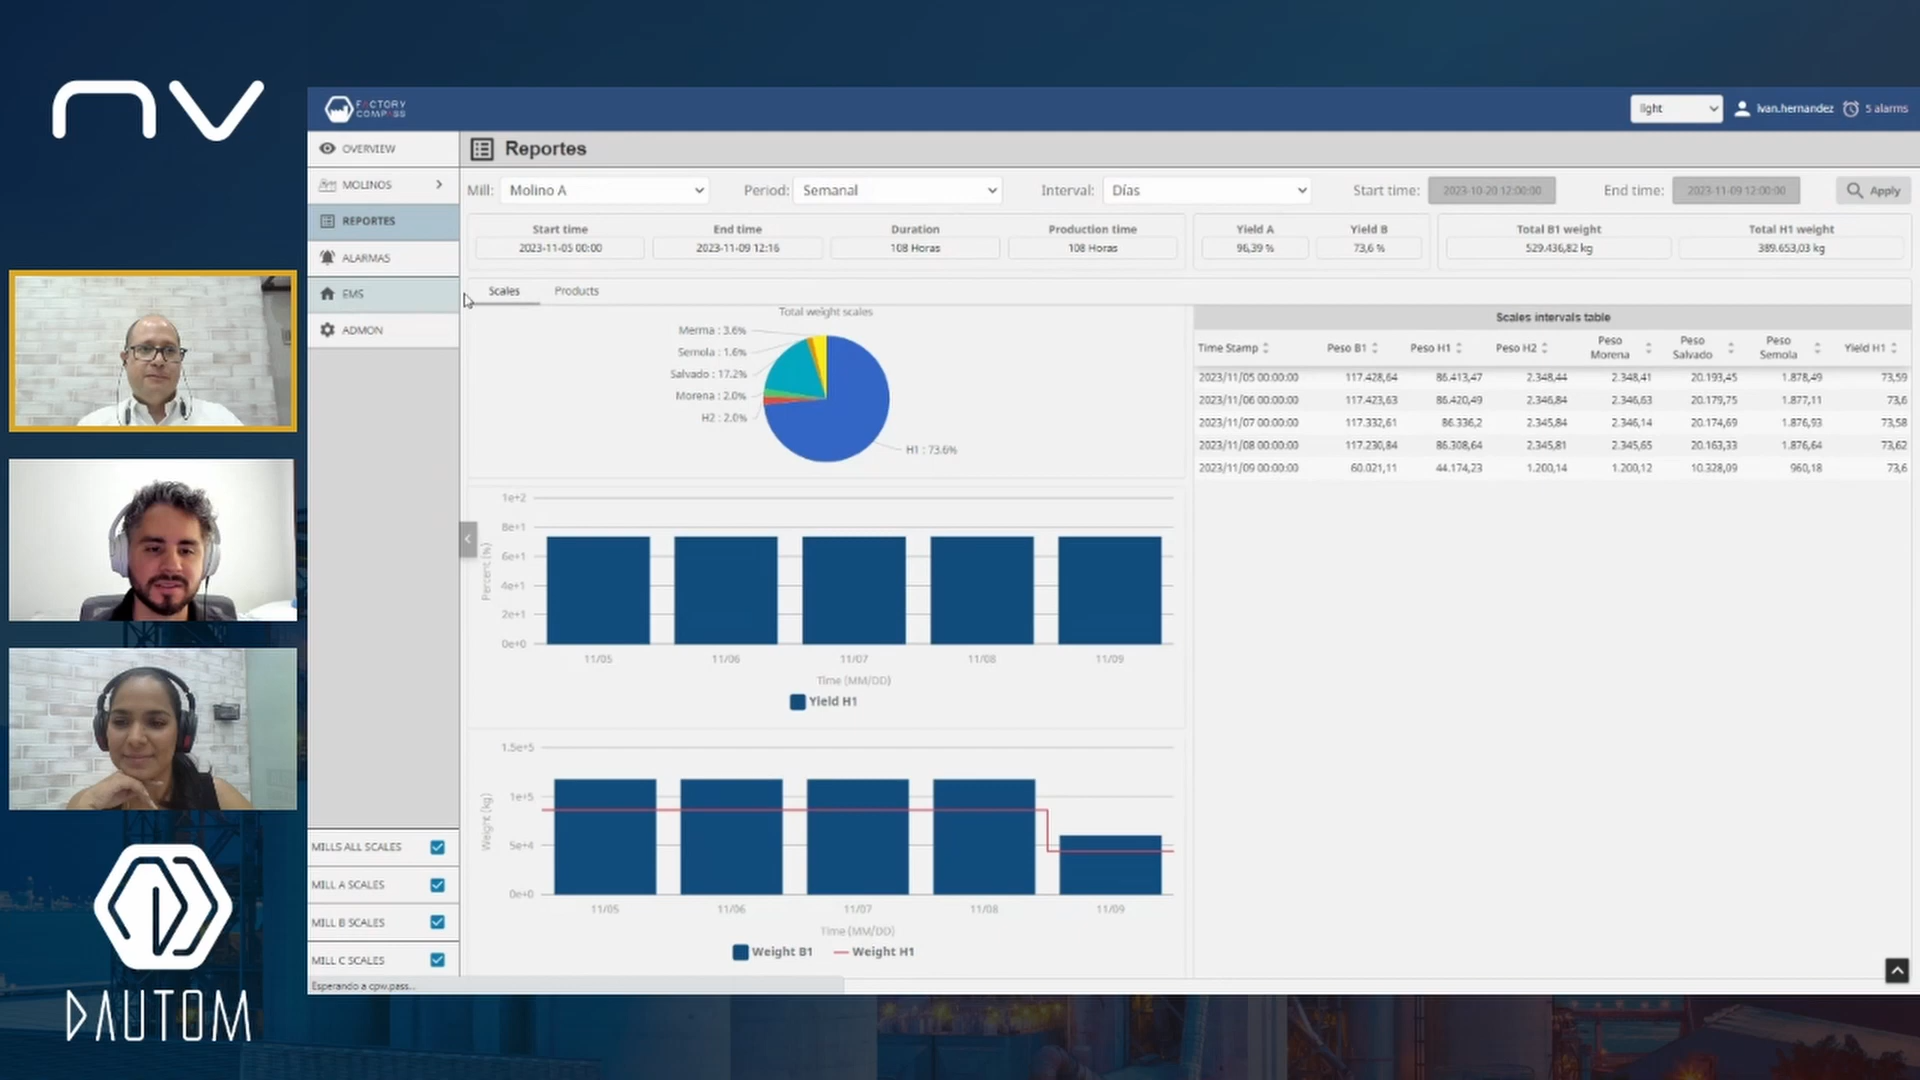 nv
FACTORY
COMPASS
light
Ivan.hernandez
5 alarms
OVERVIEW
MOLINOS
REPORTES
ALARMAS
EMS
ADMON
Reportes
Mill: Molino A Period: Semanal Interval: Días Start time: 2023-10-20 12:00:00 End time: 2023-11-09 12:00:00 Apply
Start time End time Duration Production time Yield A Yield B Total B1 weight Total H1 weight
2023-11-05 00:00 2023-11-09 12:16 108 Horas 108 Horas 96,39 % 73,6 % 529.436,82 kg 389.653,03 kg
Scales Products
Total weight scales
Merma : 3.6%
Semola : 1.6%
Salvado : 17.2%
Morena : 2.0%
H2 : 2.0%
H1 : 73.6%
Scales intervals table
Time Stamp Peso B1 Peso H1 Peso H2 Peso Morena Peso Salvado Peso Semola Yield H1
2023/11/05 00:00:00 117.428,64 86.413,47 2.348,44 2.348,41 20.193,45 1.878,49 73,59
2023/11/06 00:00:00 117.423,63 86.420,49 2.346,84 2.346,63 20.179,75 1.877,11 73,6
2023/11/07 00:00:00 117.332,61 86.336,2 2.345,84 2.346,14 20.174,69 1.876,93 73,58
2023/11/08 00:00:00 117.230,84 86.308,64 2.345,81 2.345,65 20.163,33 1.876,64 73,62
2023/11/09 00:00:00 60.021,11 44.174,23 1.200,14 1.200,12 10.328,09 960,18 73,6
Percent (%)
1e+2
8e+1
6e+1
4e+1
2e+1
0e+0
11/05 11/06 11/07 11/08 11/09
Time (MM/DD)
Yield H1
Weight (kg)
1.5e+5
1e+5
5e+4
0e+0
11/05 11/06 11/07 11/08 11/09
Time (MM/DD)
Weight B1 Weight H1
MILLS ALL SCALES
MILL A SCALES
MILL B SCALES
MILL C SCALES
Esperando a cpw.pass...
DAUTOM